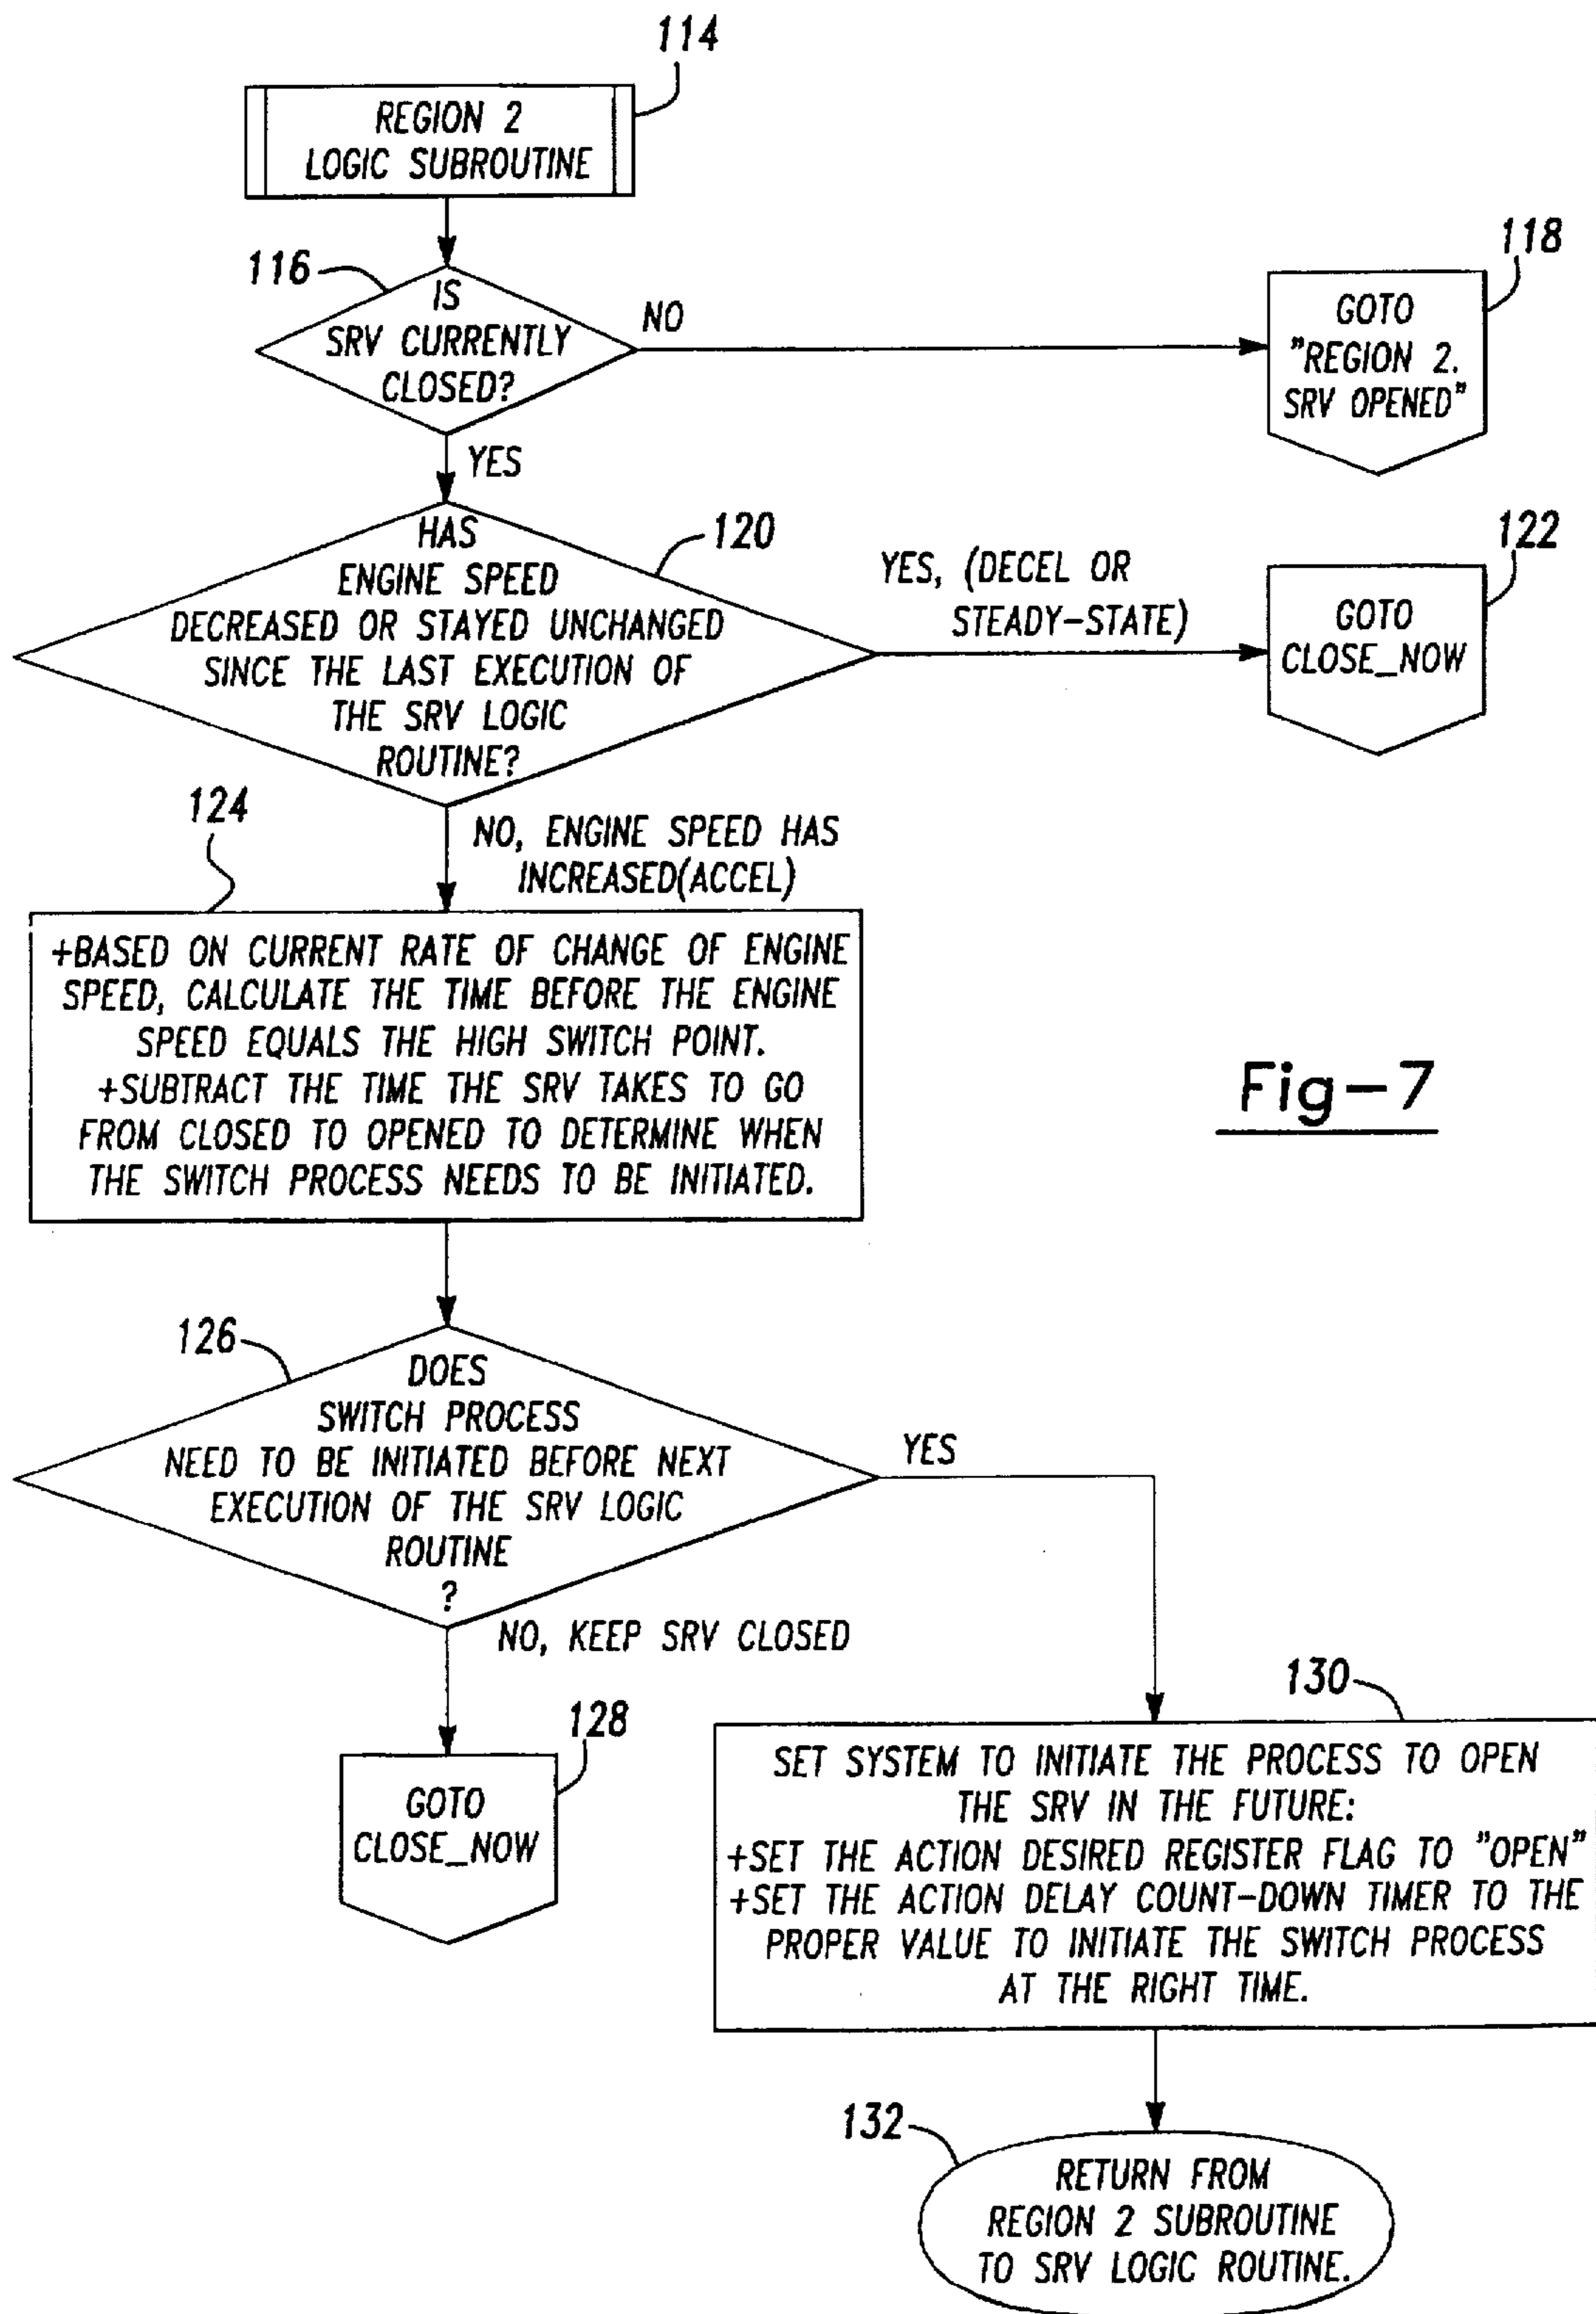 114
REGION 2
LOGIC SUBROUTINE
116
IS
SRV CURRENTLY
CLOSED?
NO
118
GOTO
"REGION 2.
SRV OPENED"
YES
120
HAS
ENGINE SPEED
DECREASED OR STAYED UNCHANGED
SINCE THE LAST EXECUTION OF
THE SRV LOGIC
ROUTINE?
YES, (DECEL OR
STEADY-STATE)
122
GOTO
CLOSE_NOW
124
NO, ENGINE SPEED HAS
INCREASED(ACCEL)
+BASED ON CURRENT RATE OF CHANGE OF ENGINE
SPEED, CALCULATE THE TIME BEFORE THE ENGINE
SPEED EQUALS THE HIGH SWITCH POINT.
+SUBTRACT THE TIME THE SRV TAKES TO GO
FROM CLOSED TO OPENED TO DETERMINE WHEN
THE SWITCH PROCESS NEEDS TO BE INITIATED.
Fig-7
126
DOES
SWITCH PROCESS
NEED TO BE INITIATED BEFORE NEXT
EXECUTION OF THE SRV LOGIC
ROUTINE
?
YES
NO, KEEP SRV CLOSED
128
GOTO
CLOSE_NOW
130
SET SYSTEM TO INITIATE THE PROCESS TO OPEN
THE SRV IN THE FUTURE:
+SET THE ACTION DESIRED REGISTER FLAG TO "OPEN"
+SET THE ACTION DELAY COUNT-DOWN TIMER TO THE
PROPER VALUE TO INITIATE THE SWITCH PROCESS
AT THE RIGHT TIME.
132
RETURN FROM
REGION 2 SUBROUTINE
TO SRV LOGIC ROUTINE.